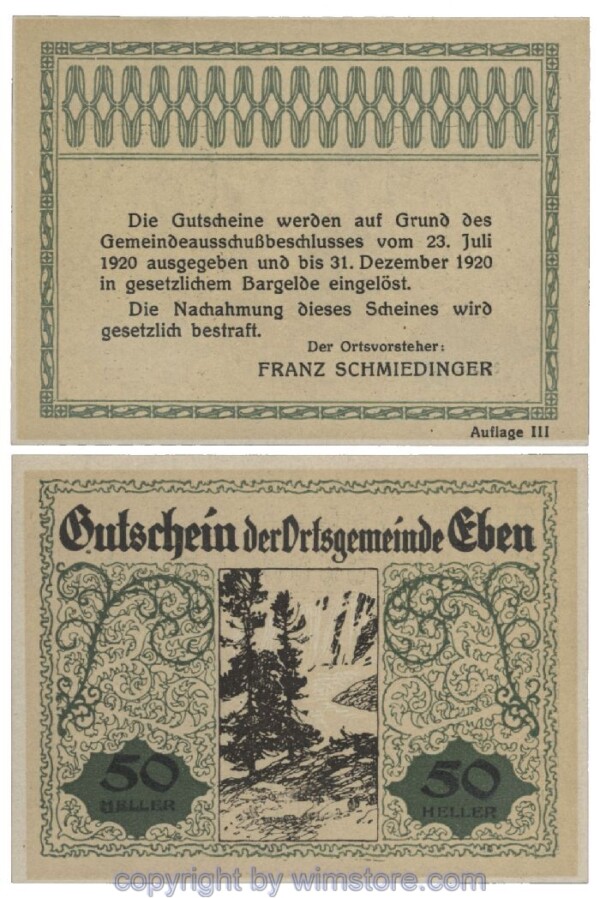 Die Gutscheine werden auf Grund des
Gemeindeausschußbeschlusses vom 23. Juli
1920 ausgegeben und bis 31. Dezember 1920
in gesetzlichem Bargelde eingelöst.
Die Nachahmung dieses Scheines wird
gesetzlich bestraft.
Der Ortsvorsteher:
FRANZ SCHMIEDINGER
Auflage III
Gutschein der Ortsgemeinde Eben
50 50
HELLER HELLER
copyright by wimstore.com